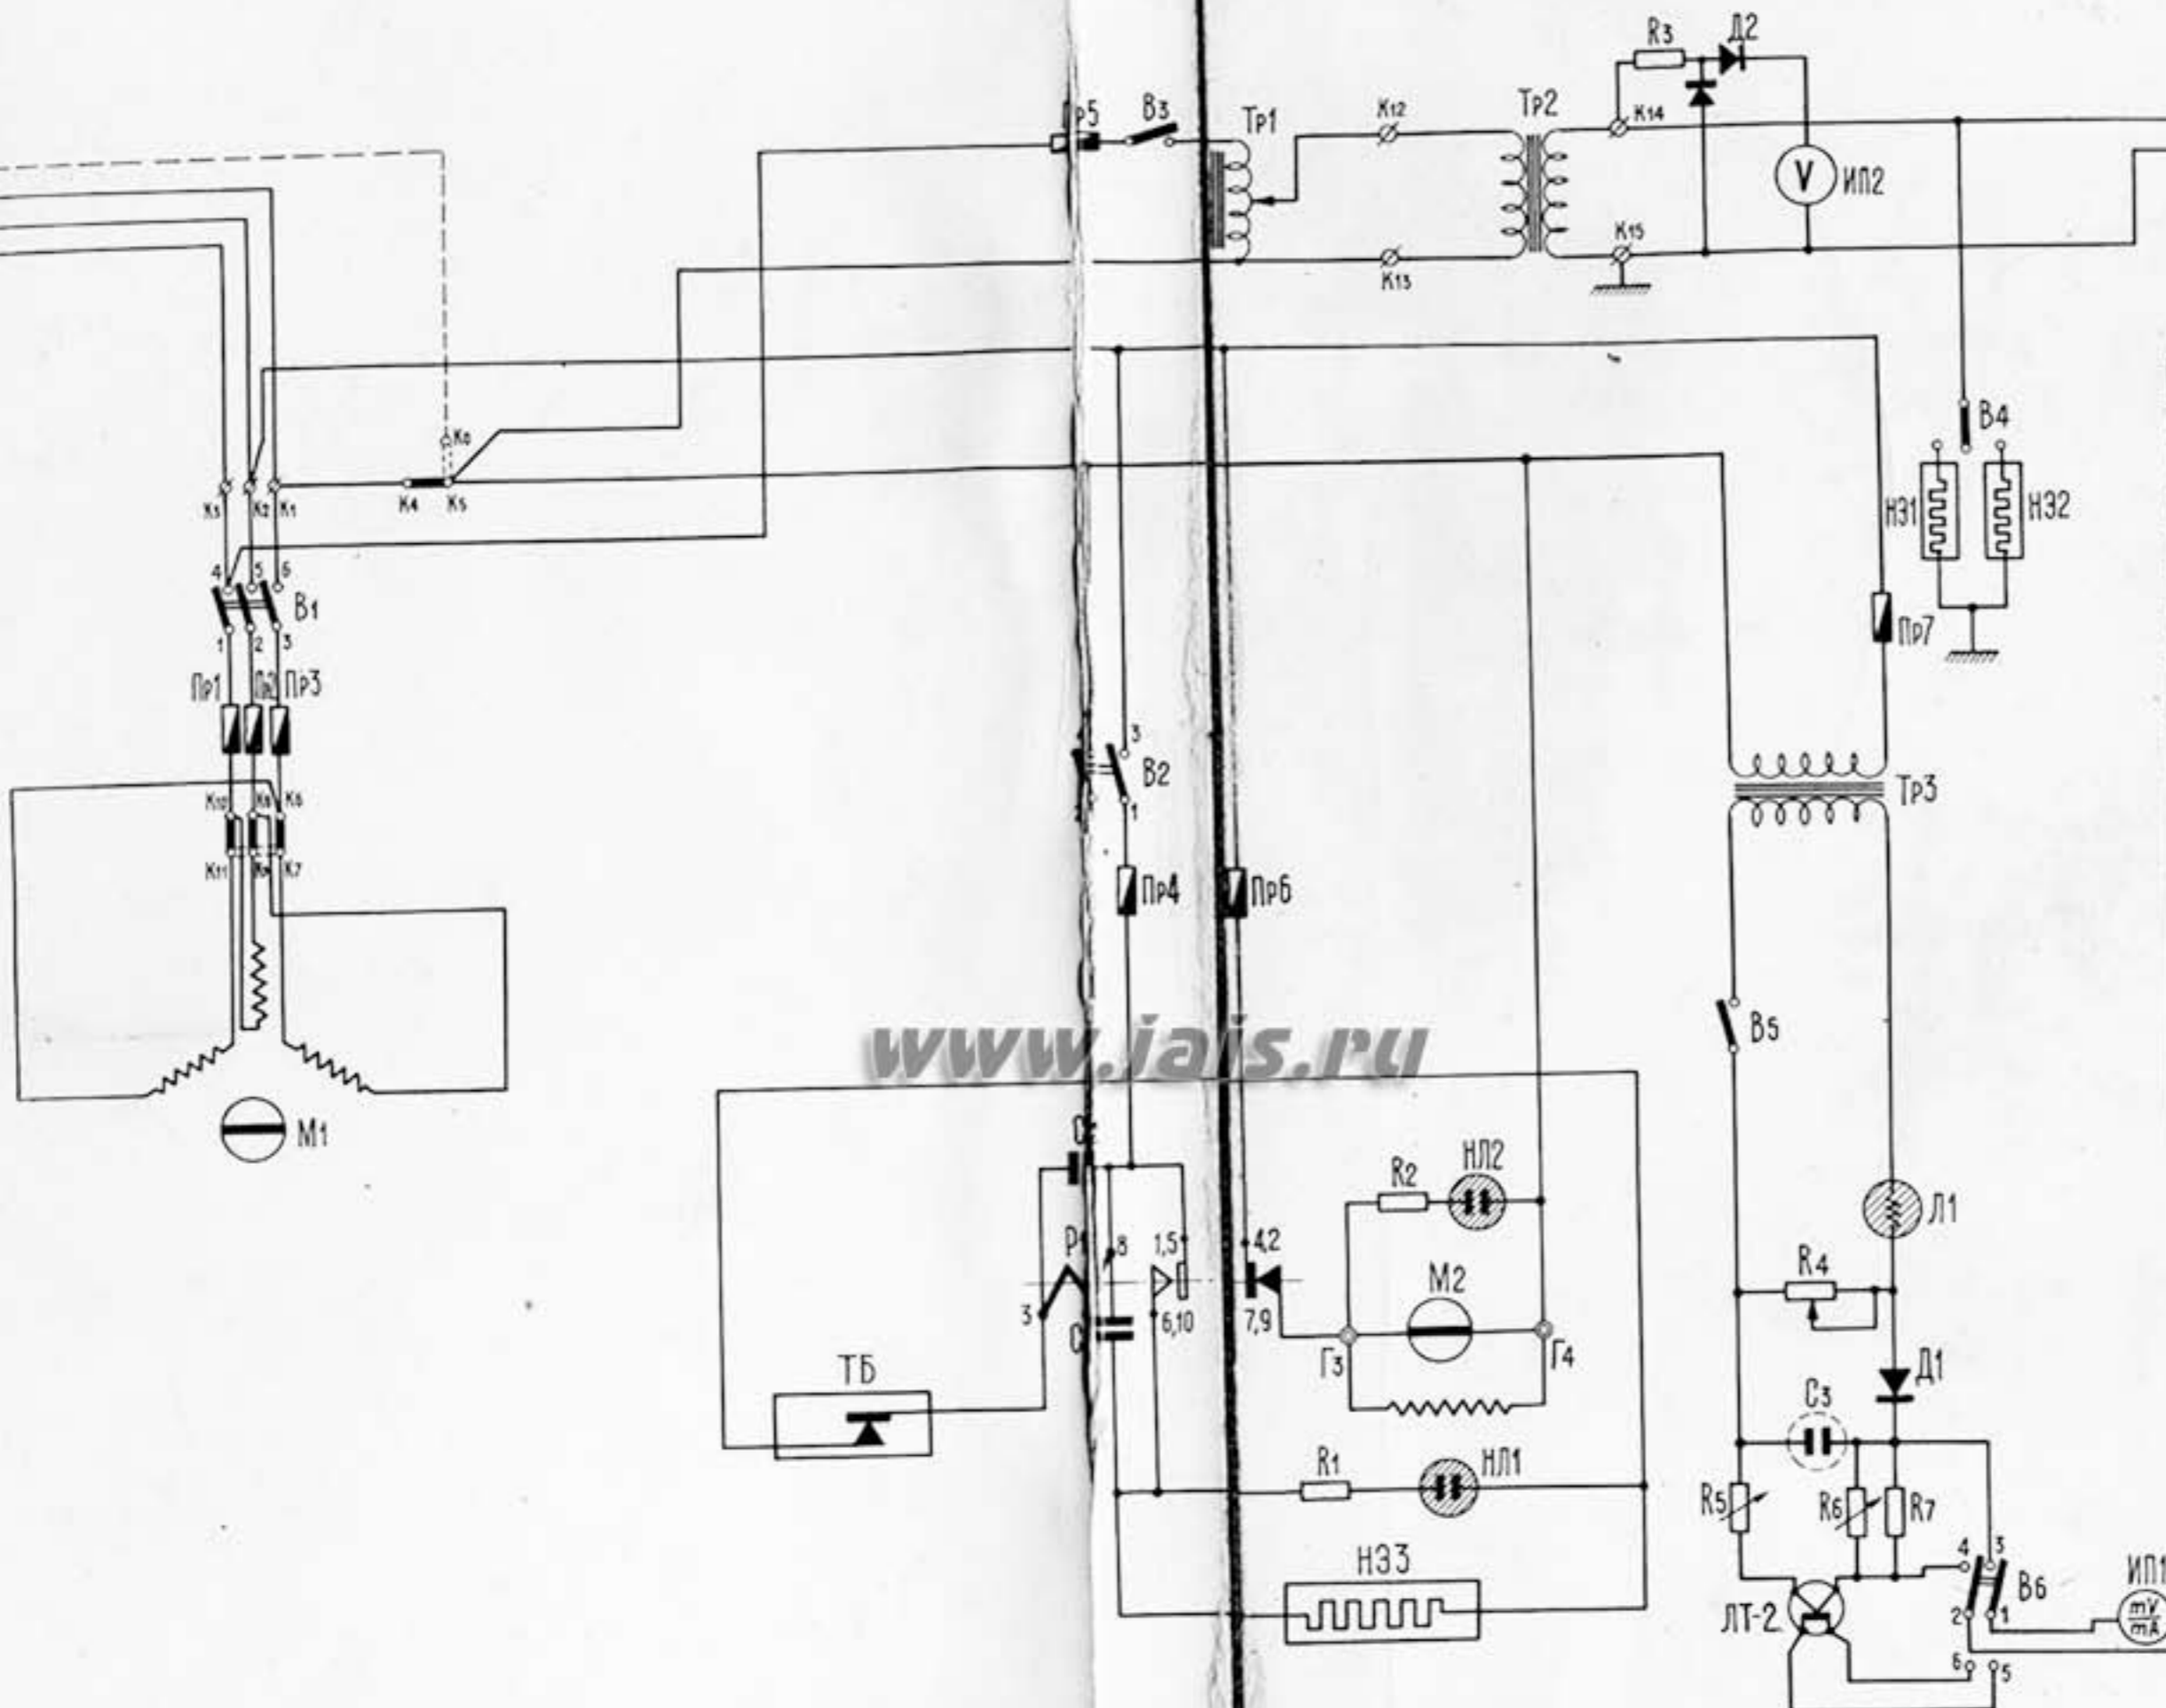 R3 Д2
В3 Тр1 К12 Тр2 К14
V ИП2
К13 К15
К0
В4
К3 К2 К1 К4 К5
НЭ1 НЭ2
4 5 6
В1
1 2 3
Пр7
Пр1 Пр2 Пр3
3
В2
1
Тр3
К10 К8 К6
К11 К9 К7
Пр4 Пр6
В5
www.jais.ru
М1
R2 НЛ2
Л1
Р1 8 1,5 4,2
М2 R4
3 6,10 7,9
Г3 Г4
ТБ
Д1
С3
R1 НЛ1
R5 R6 R7
НЭ3
4 3
В6
ИП1
ЛТ-2
2 1
mV
mA
6 5